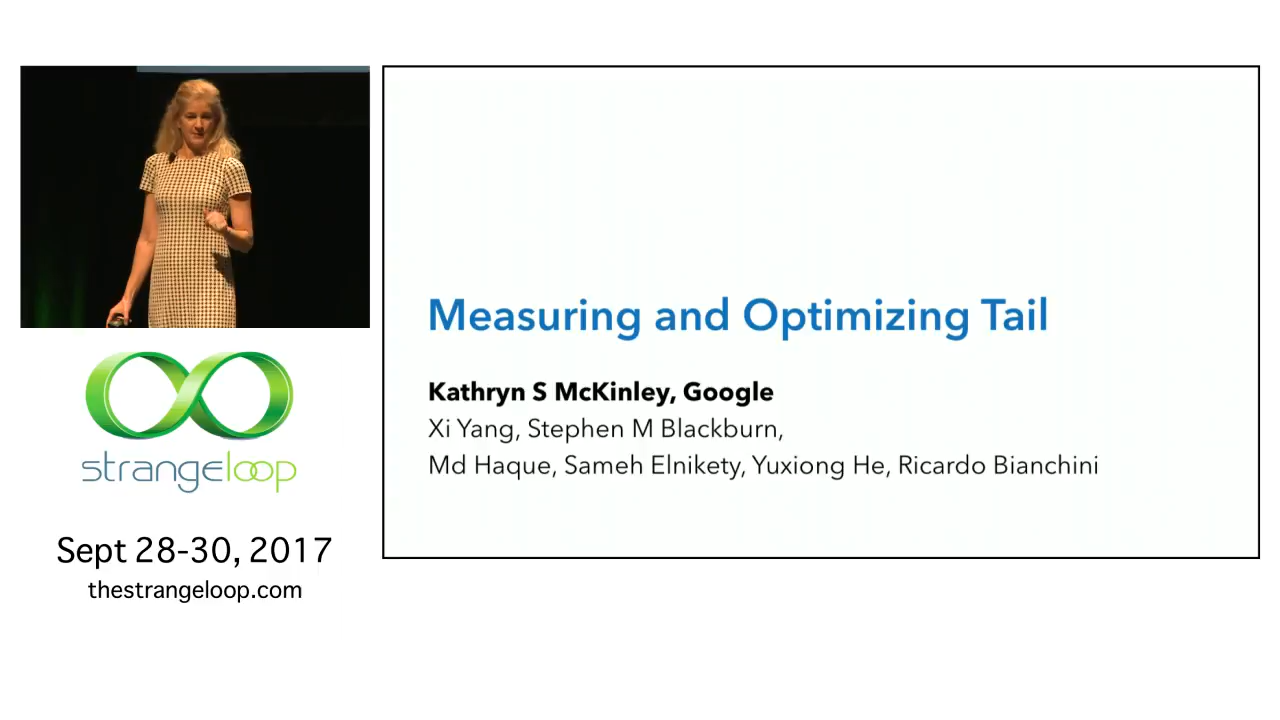 strangeloop
Sept 28-30, 2017
thestrangeloop.com
Measuring and Optimizing Tail
Kathryn S McKinley, Google
Xi Yang, Stephen M Blackburn,
Md Haque, Sameh Elnikety, Yuxiong He, Ricardo Bianchini